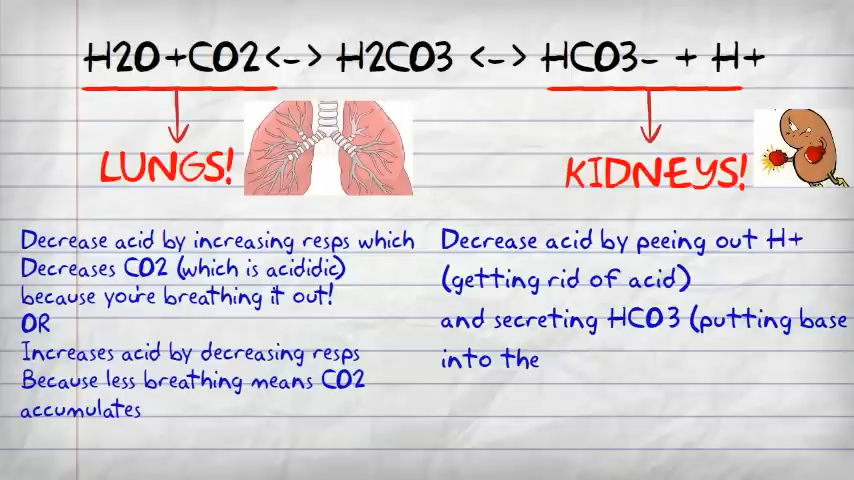 H2O+CO2<-> H2CO3 <-> HCO3- + H+
LUNGS!
KIDNEYS!
Decrease acid by increasing resps which
Decreases CO2 (which is acididic)
because you're breathing it out!
OR
Increases acid by decreasing resps
Because less breathing means CO2
accumulates
Decrease acid by peeing out H+
(getting rid of acid)
and secreting HCO3 (putting base
into the